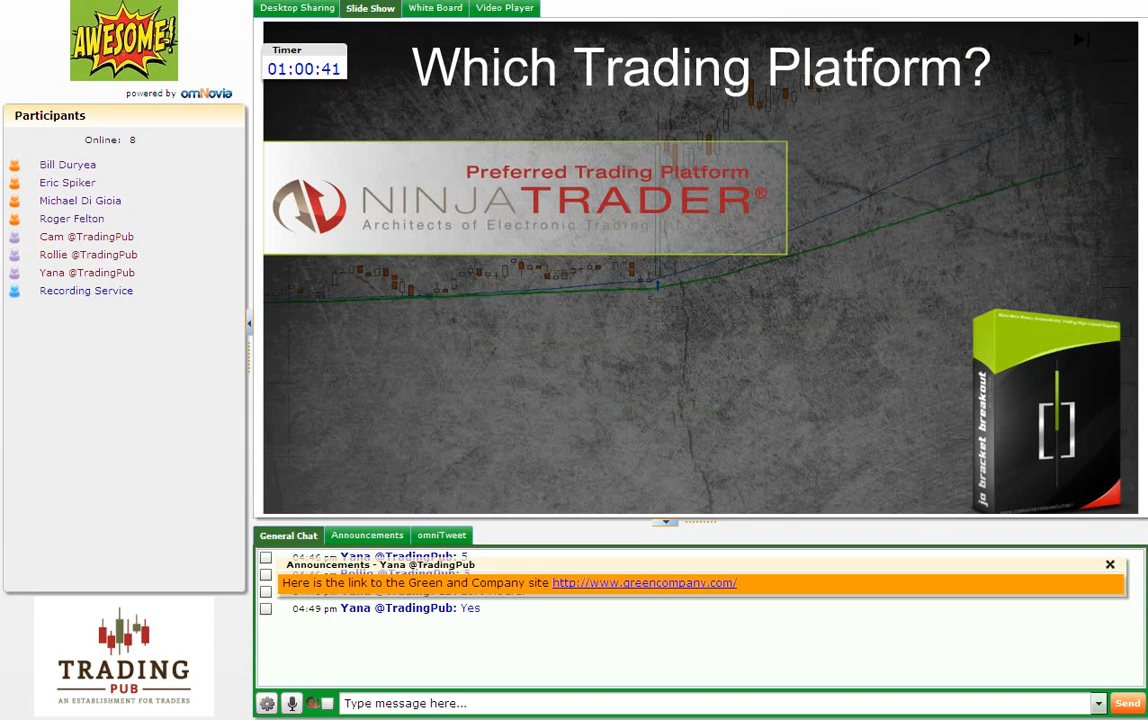 Desktop Sharing
Slide Show
White Board
Video Player
AWESOME!
powered by omNovia
Timer
01:00:41
Which Trading Platform?
Participants
Online: 8
Bill Duryea
Eric Spiker
Michael Di Gioia
Roger Felton
Cam @TradingPub
Rollie @TradingPub
Yana @TradingPub
Recording Service
Preferred Trading Platform
NINJATRADER®
Architects of Electronic Trading
jo bracket breakout
General Chat
Announcements
omniTweet
04:46 pm Yana @TradingPub: 5
Announcements - Yana @TradingPub
Here is the link to the Green and Company site http://www.greencompany.com/
04:49 pm Yana @TradingPub: Yes
TRADING
PUB
AN ESTABLISHMENT FOR TRADERS
Type message here...
Send